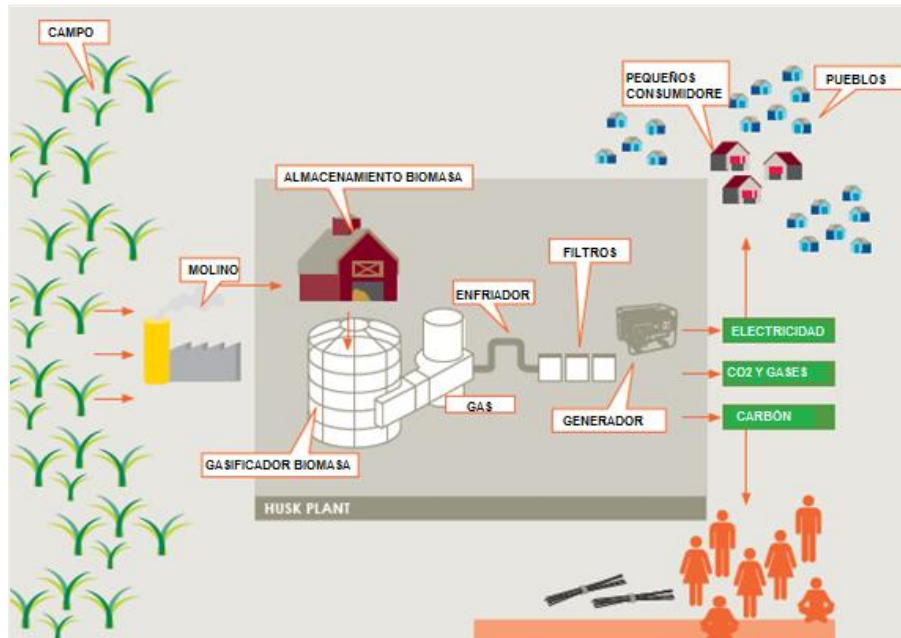 CAMPO
PEQUEÑOS
CONSUMIDORE
PUEBLOS
ALMACENAMIENTO BIOMASA
MOLINO
ENFRIADOR
FILTROS
ELECTRICIDAD
CO2 Y GASES
GAS
GENERADOR
CARBÓN
GASIFICADOR BIOMASA
HUSK PLANT